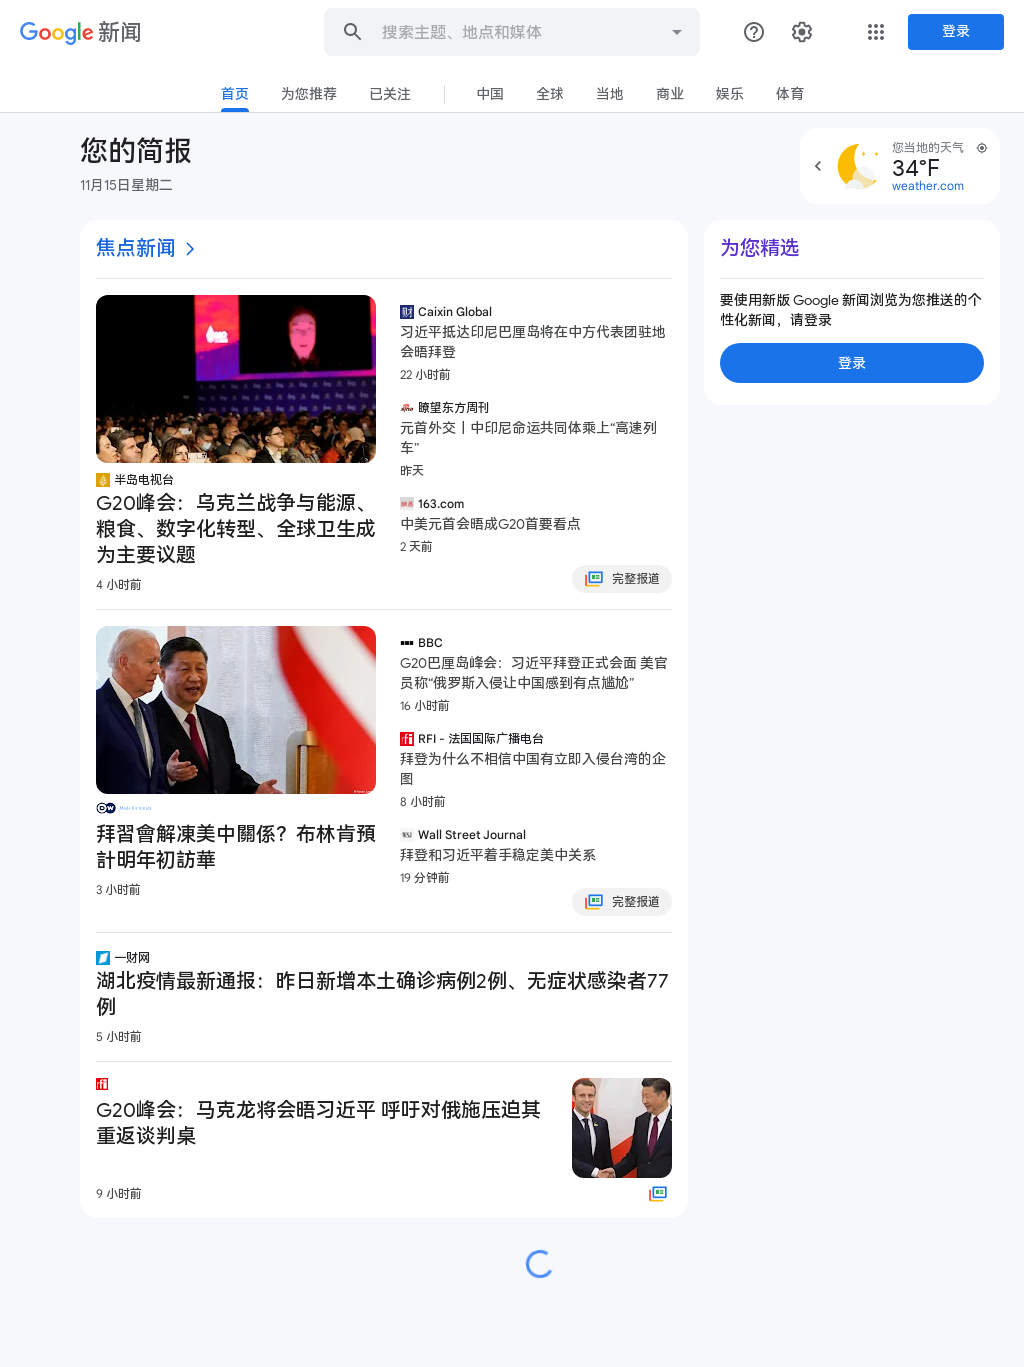 Google 新闻
搜索主题、地点和媒体
登录
首页
为您推荐
已关注
中国
全球
当地
商业
娱乐
体育
您的简报
11月15日星期二
您当地的天气
34°F
weather.com
焦点新闻
半岛电视台
G20峰会：乌克兰战争与能源、
粮食、数字化转型、全球卫生成
为主要议题
4 小时前
Caixin Global
习近平抵达印尼巴厘岛将在中方代表团驻地
会晤拜登
22 小时前
瞭望东方周刊
元首外交丨中印尼命运共同体乘上“高速列
车”
昨天
163.com
中美元首会晤成G20首要看点
2 天前
完整报道
DW Made for minds
拜習會解凍美中關係？布林肯預
計明年初訪華
3 小时前
BBC
G20巴厘岛峰会：习近平拜登正式会面 美官
员称“俄罗斯入侵让中国感到有点尴尬”
16 小时前
RFI - 法国国际广播电台
拜登为什么不相信中国有立即入侵台湾的企
图
8 小时前
Wall Street Journal
拜登和习近平着手稳定美中关系
19 分钟前
完整报道
一财网
湖北疫情最新通报：昨日新增本土确诊病例2例、无症状感染者77
例
5 小时前
rfi
G20峰会：马克龙将会晤习近平 呼吁对俄施压迫其
重返谈判桌
9 小时前
为您精选
要使用新版 Google 新闻浏览为您推送的个
性化新闻，请登录
登录